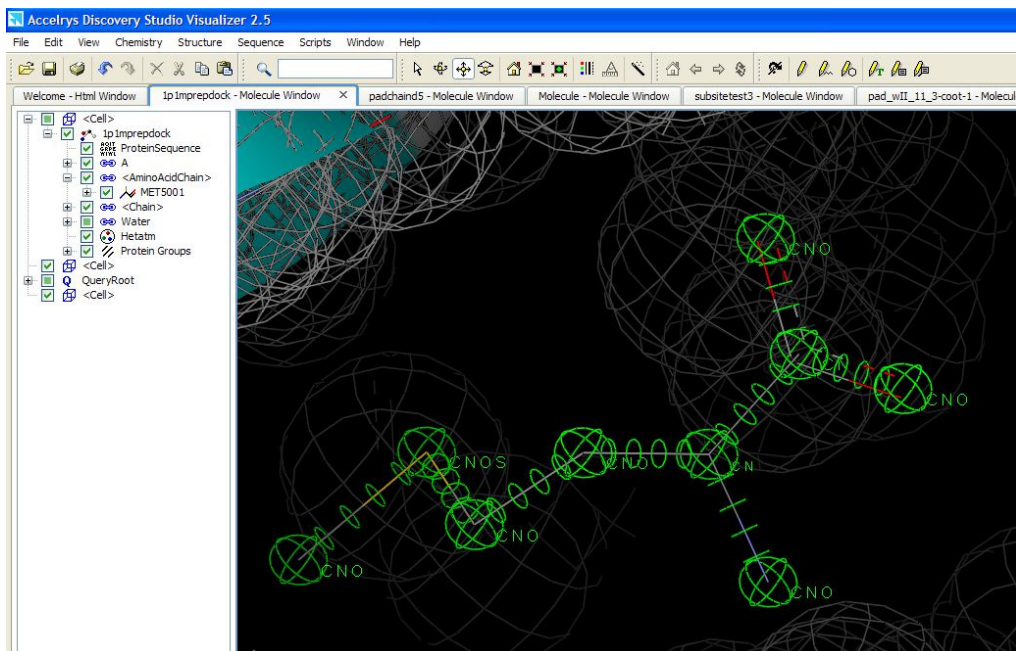 Accelrys Discovery Studio Visualizer 2.5
File Edit View Chemistry Structure Sequence Scripts Window Help
Welcome - Html Window 1p1mprepdock - Molecule Window X padchaind5 - Molecule Window Molecule - Molecule Window subsitetest3 - Molecule Window pad_wII_11_3-coot-1 - Molecul
<Cell>
1p1mprepdock
ProteinSequence
A
<AminoAcidChain>
MET5001
<Chain>
Water
Hetatm
Protein Groups
<Cell>
Q QueryRoot
<Cell>
CNO
CNO
CNOS
CNO
CN
CNO
CNO
CNO